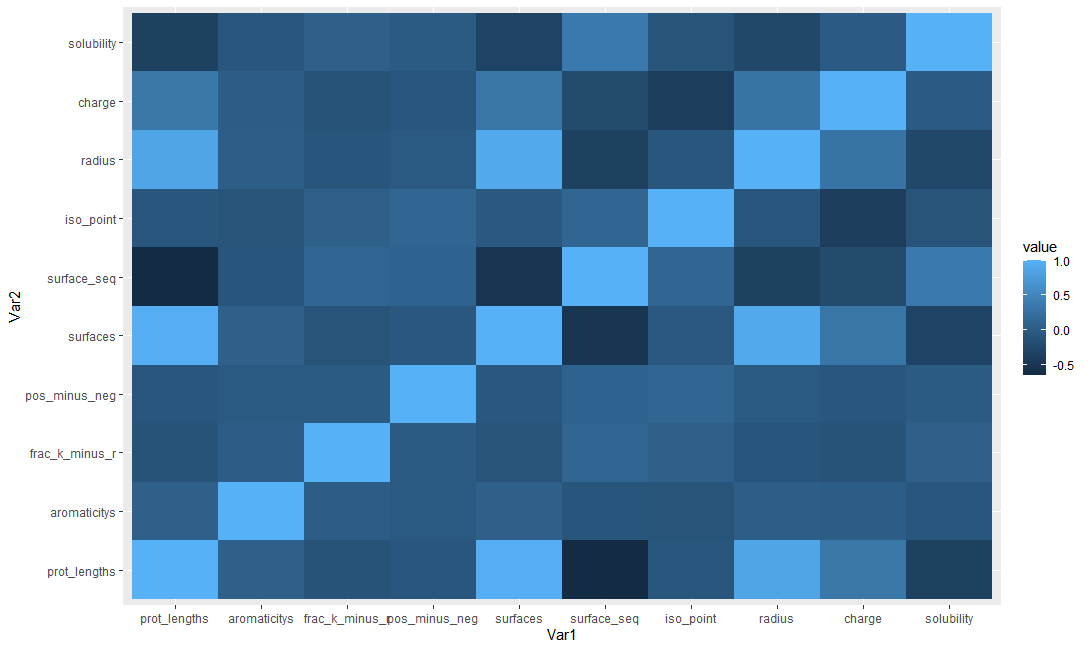 solubility
charge
radius
iso_point
surface_seq
surfaces
pos_minus_neg
frac_k_minus_r
aromaticitys
prot_lengths
Var2
prot_lengths aromaticitys frac_k_minus_r pos_minus_neg surfaces surface_seq iso_point radius charge solubility
Var1
value
1.0
0.5
0.0
-0.5